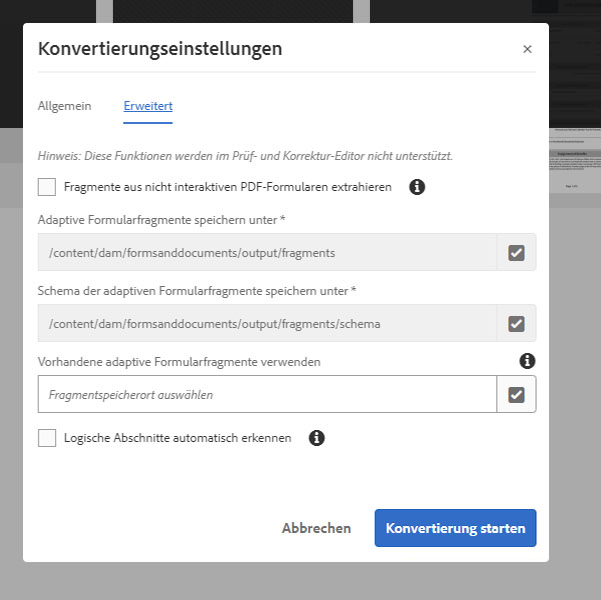 Konvertierungseinstellungen
×
Allgemein Erweitert
Hinweis: Diese Funktionen werden im Prüf- und Korrektur-Editor nicht unterstützt.
Fragmente aus nicht interaktiven PDF-Formularen extrahieren
Adaptive Formularfragmente speichern unter *
/content/dam/formsanddocuments/output/fragments
Schema der adaptiven Formularfragmente speichern unter *
/content/dam/formsanddocuments/output/fragments/schema
Vorhandene adaptive Formularfragmente verwenden
Fragmentspeicherort auswählen
Logische Abschnitte automatisch erkennen
Abbrechen Konvertierung starten